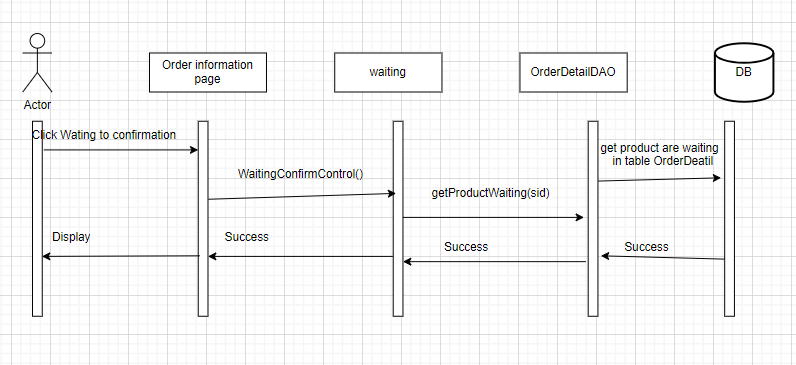 Order information
page
waiting
OrderDetailDAO
DB
Actor
Click Wating to confirmation
get product are waiting
in table OrderDeatil
WaitingConfirmControl()
getProductWaiting(sid)
Display
Success
Success
Success